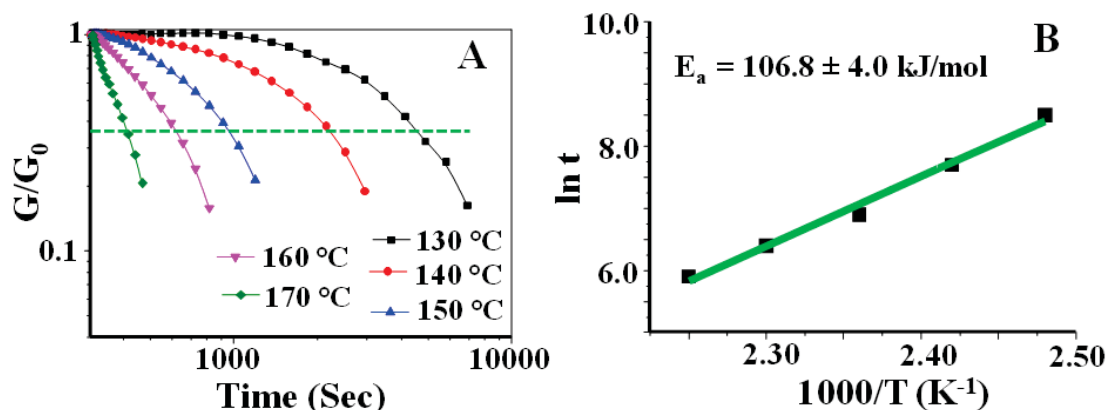 A
1
0.1
G/G₀
160 °C
170 °C
130 °C
140 °C
150 °C
1000
10000
Time (Sec)
B
Eₐ = 106.8 ± 4.0 kJ/mol
10.0
8.0
6.0
ln t
2.30
2.40
2.50
1000/T (K⁻¹)